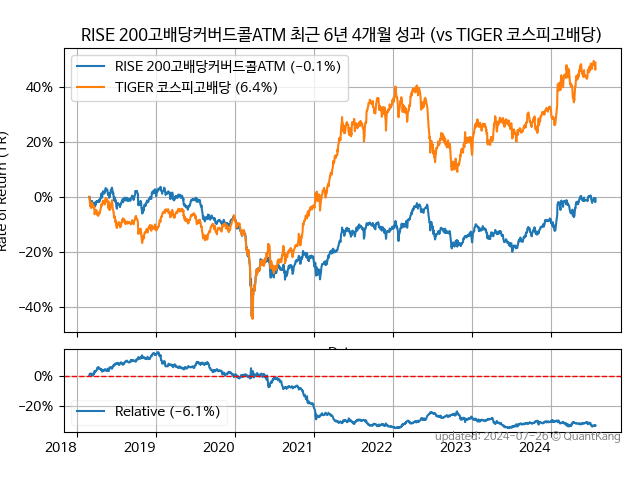 RISE 200고배당커버드콜ATM 최근 6년 4개월 성과 (vs TIGER 코스피고배당)
RISE 200고배당커버드콜ATM (−0.1%)
TIGER 코스피고배당 (6.4%)
40%
20%
0%
−20%
−40%
Rate of Return (TR)
0%
−20%
Relative (−6.1%)
2018
2019
2020
2021
2022
2023
2024
updated: 2024-07-26 © QuantKang